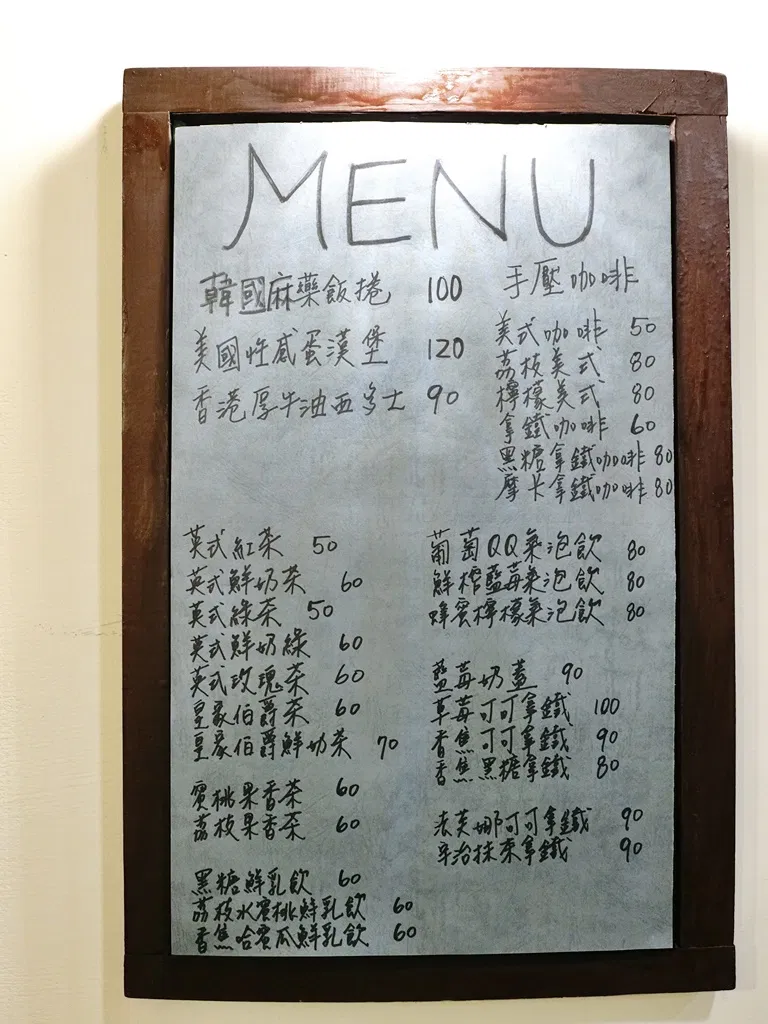 MENU
韓國麻藥飯捲 100
美國性感蛋漢堡 120
香港厚牛油西多士 90
手壓咖啡
美式咖啡 50
荔枝美式 80
檸檬美式 80
拿鐵咖啡 60
黑糖拿鐵咖啡 80
摩卡拿鐵咖啡 80
英式紅茶 50
英式鮮奶茶 60
英式綠茶 50
英式鮮奶綠 60
英式玫瑰茶 60
皇家伯爵茶 60
皇家伯爵鮮奶茶 70
蜜桃果香茶 60
荔枝果香茶 60
黑糖鮮乳飲 60
荔枝水蜜桃鮮乳飲 60
香蕉哈蜜瓜鮮乳飲 60
葡萄QQ氣泡飲 80
鮮榨藍莓氣泡飲 80
蜂蜜檸檬氣泡飲 80
藍莓奶蓋 90
草莓可可拿鐵 100
香蕉可可拿鐵 90
香蕉黑糖拿鐵 80
法芙娜可可拿鐵 90
宇治抹茶拿鐵 90